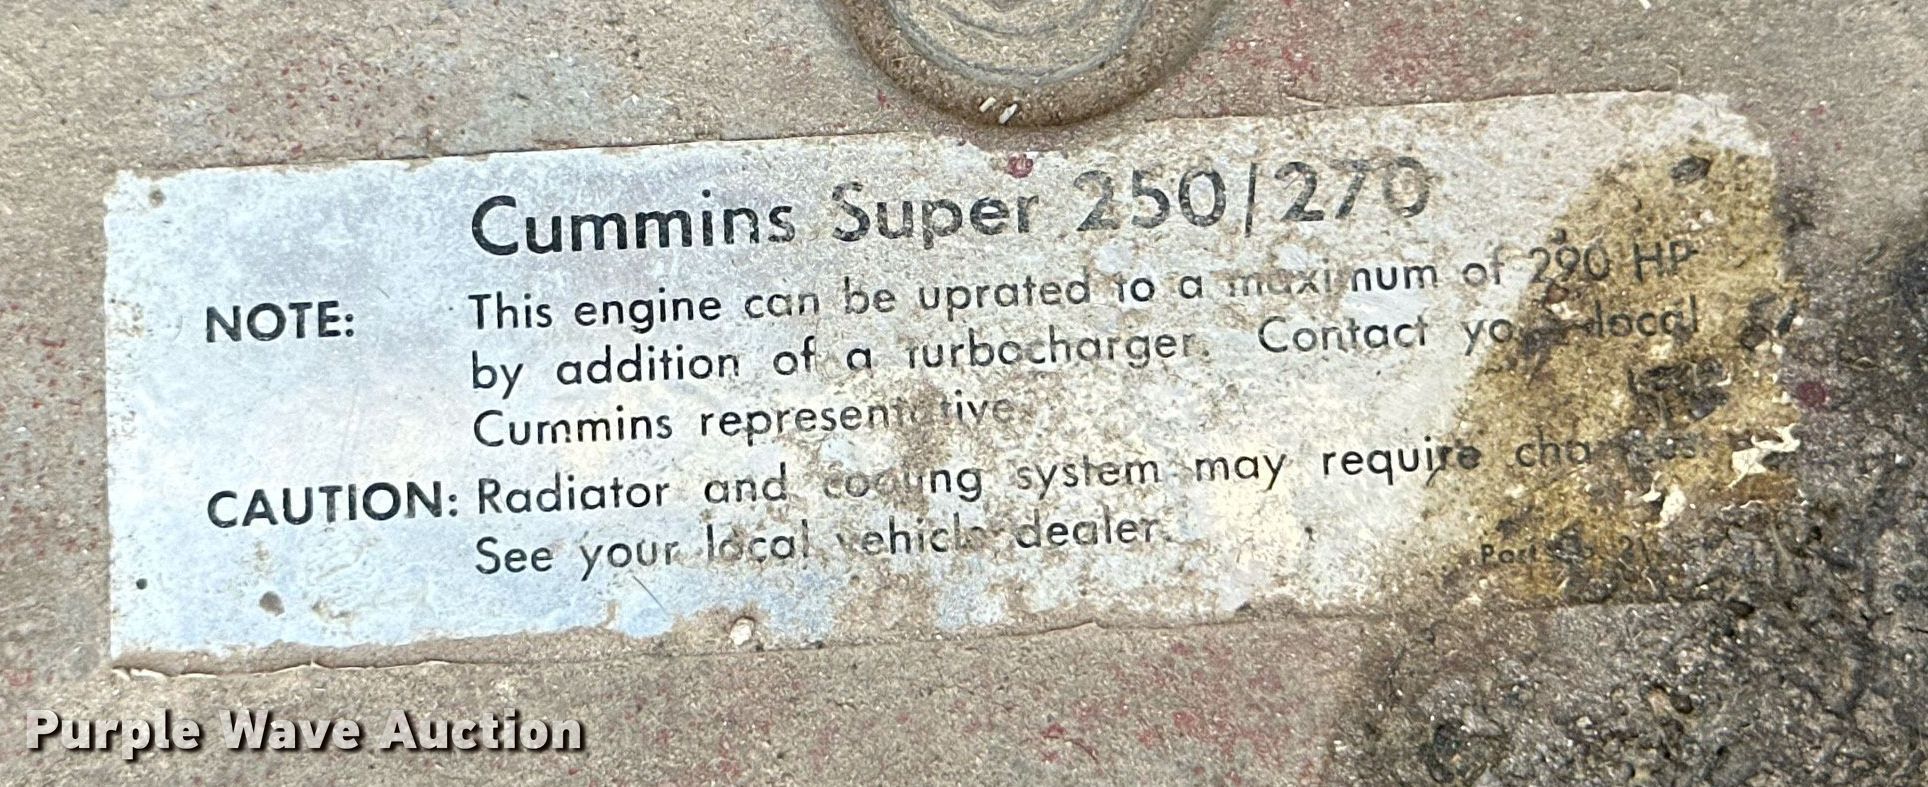 Cummins Super 250/270
NOTE: This engine can be uprated to a maximum of 290 HP
by addition of a turbocharger. Contact your local
Cummins representative.
CAUTION: Radiator and cooling system may require changes
See your local vehicle dealer.
Part No.
Purple Wave Auction